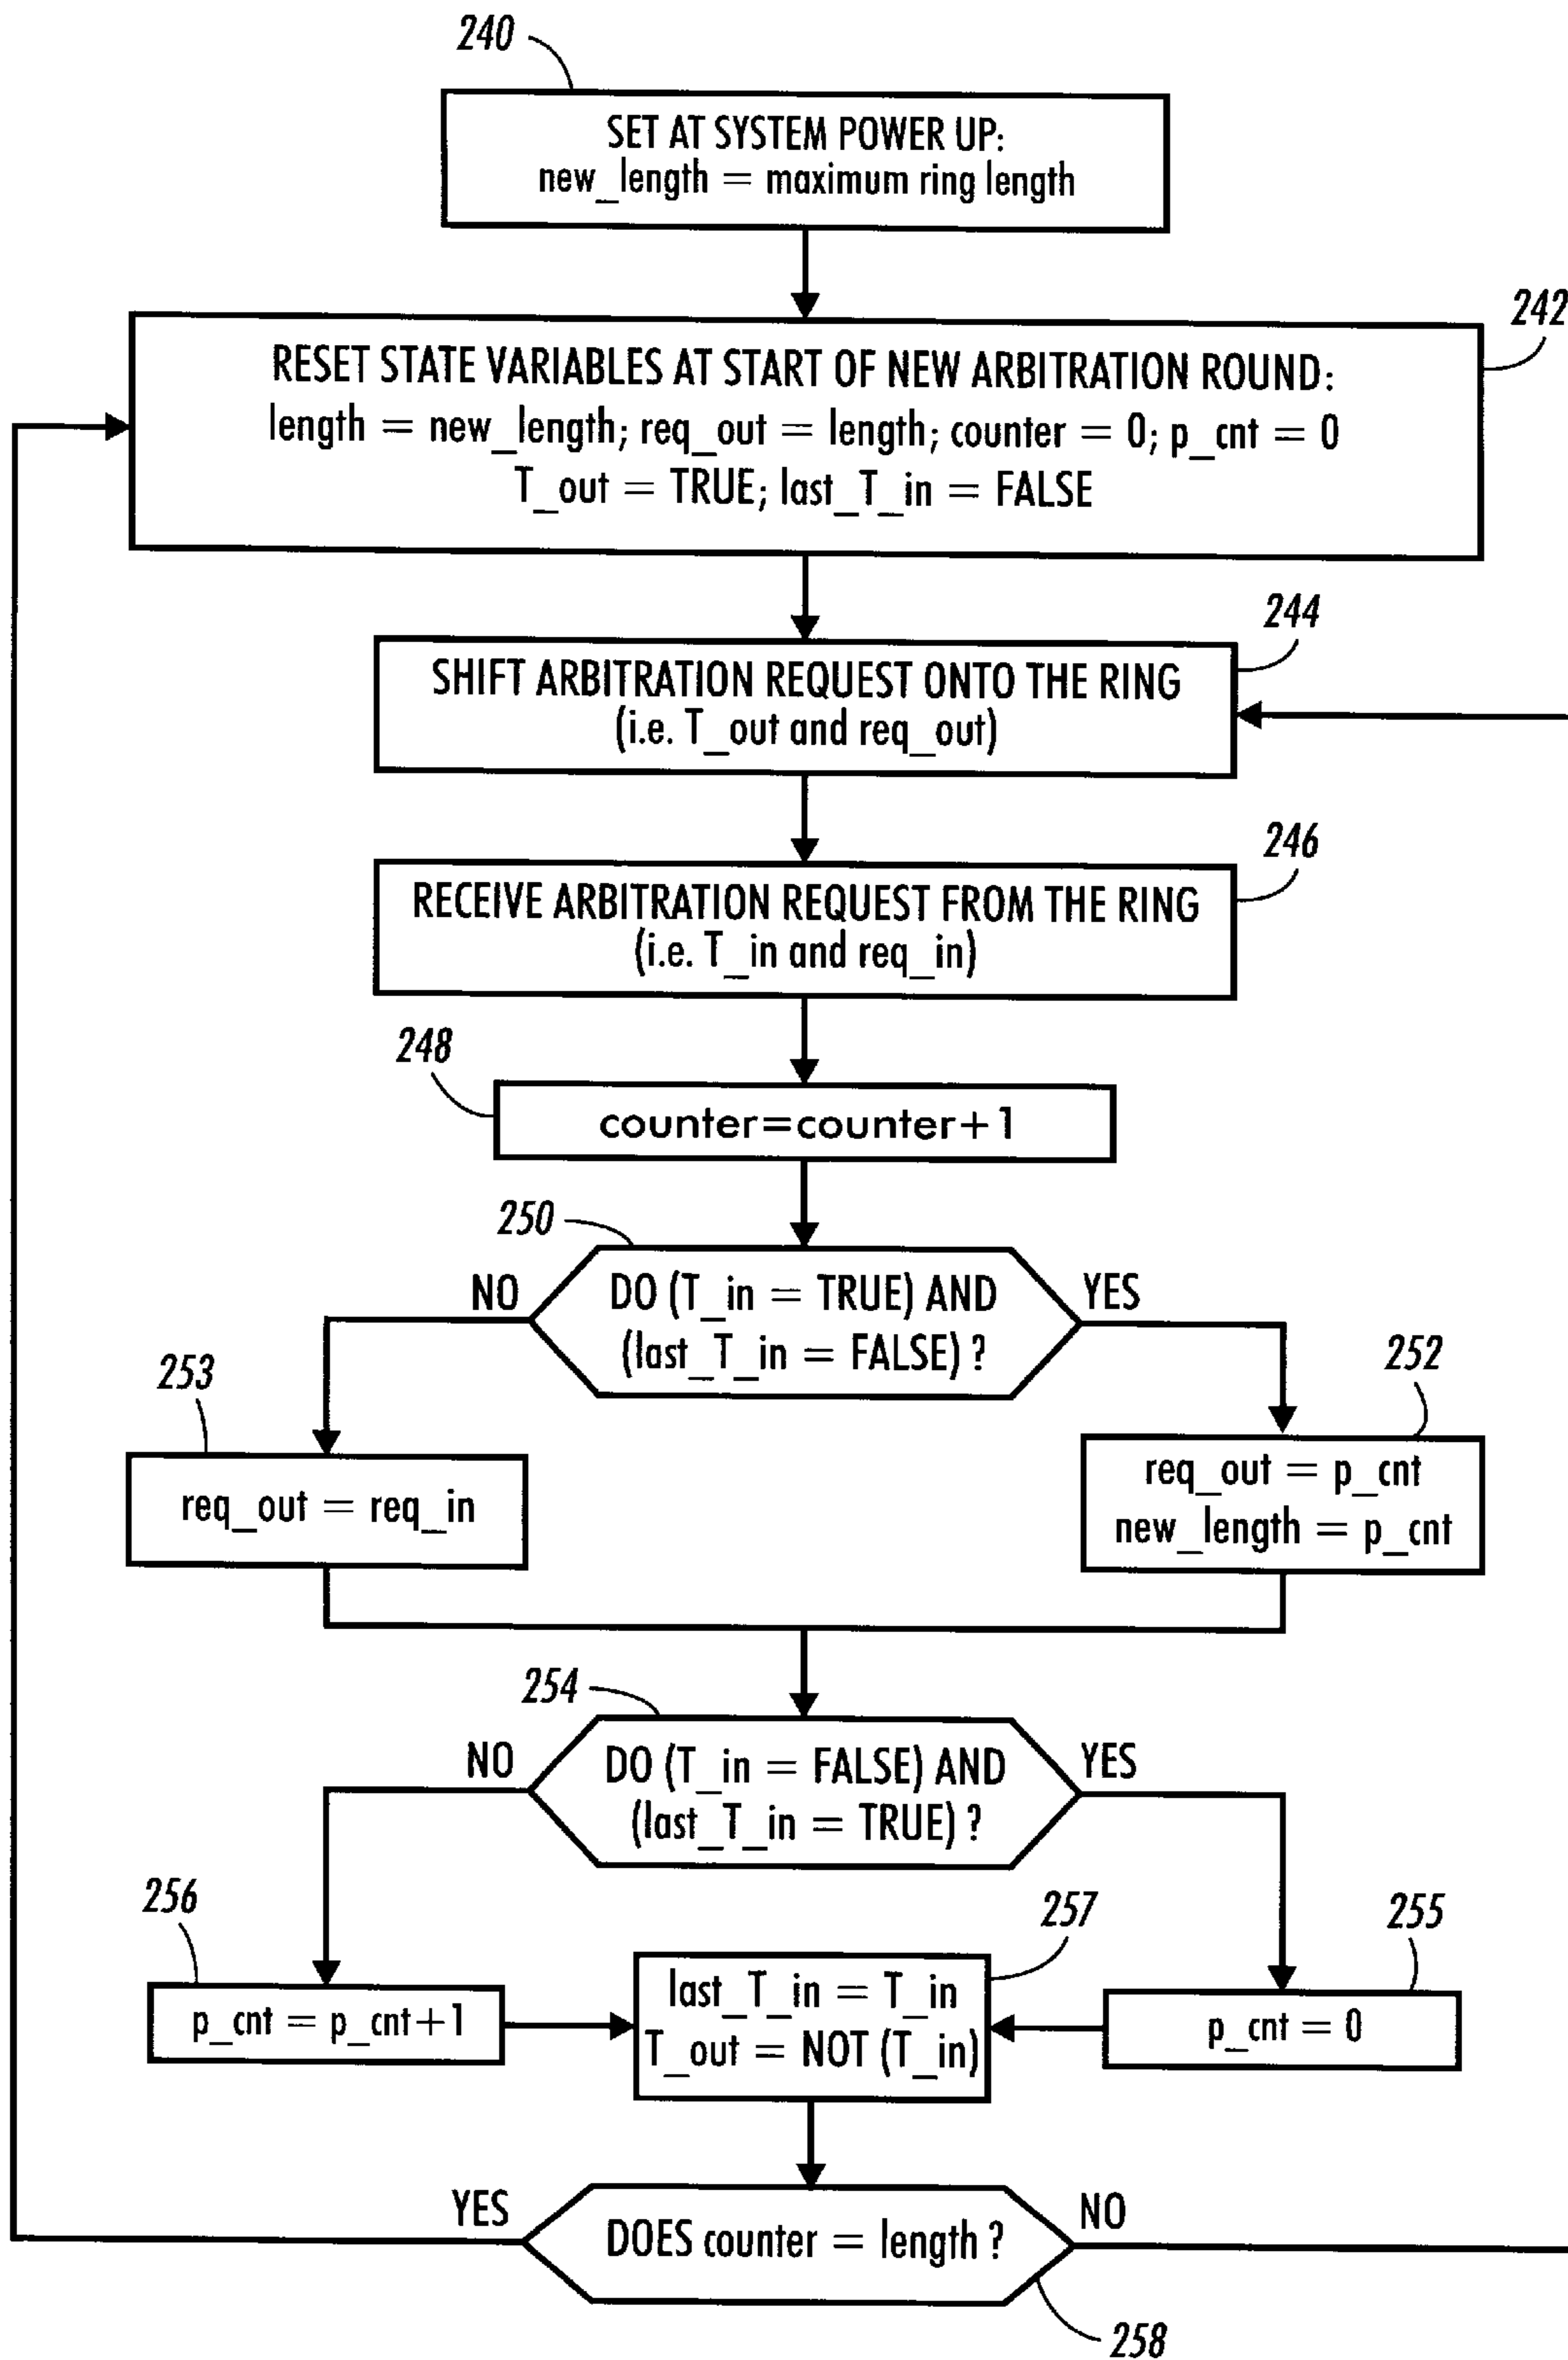 240
SET AT SYSTEM POWER UP:
new_length = maximum ring length
242
RESET STATE VARIABLES AT START OF NEW ARBITRATION ROUND:
length = new_length; req_out = length; counter = 0; p_cnt = 0
T_out = TRUE; last_T_in = FALSE
244
SHIFT ARBITRATION REQUEST ONTO THE RING
(i.e. T_out and req_out)
246
RECEIVE ARBITRATION REQUEST FROM THE RING
(i.e. T_in and req_in)
248
counter=counter+1
250
NO
DO (T_in = TRUE) AND
(last_T_in = FALSE) ?
YES
253
252
req_out = req_in
req_out = p_cnt
new_length = p_cnt
254
NO
DO (T_in = FALSE) AND
(last_T_in = TRUE) ?
YES
256
257
255
p_cnt = p_cnt+1
last_T_in = T_in
T_out = NOT (T_in)
p_cnt = 0
YES
DOES counter = length ?
NO
258